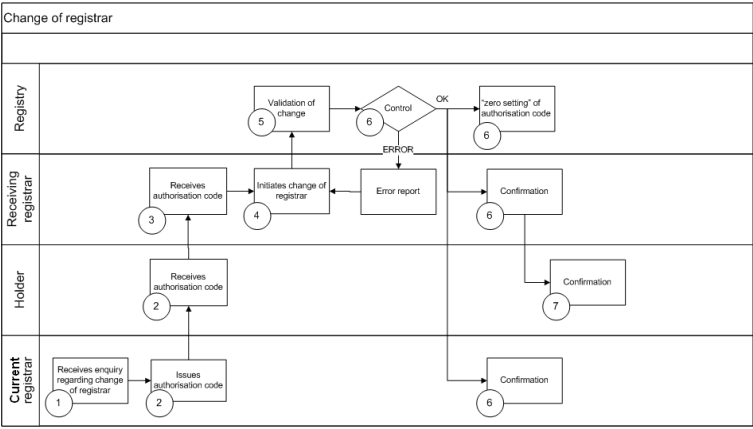 Change of registrar
Registry
Validation of
change
5
Control
6
OK
ERROR
"zero setting" of
authorisation code
6
Receiving
registrar
Receives
authorisation code
3
Initiates change of
registrar
4
Error report
Confirmation
6
Holder
Receives
authorisation code
2
Confirmation
7
Current
registrar
Receives enquiry
regarding change
of registrar
1
Issues
authorisation code
2
Confirmation
6